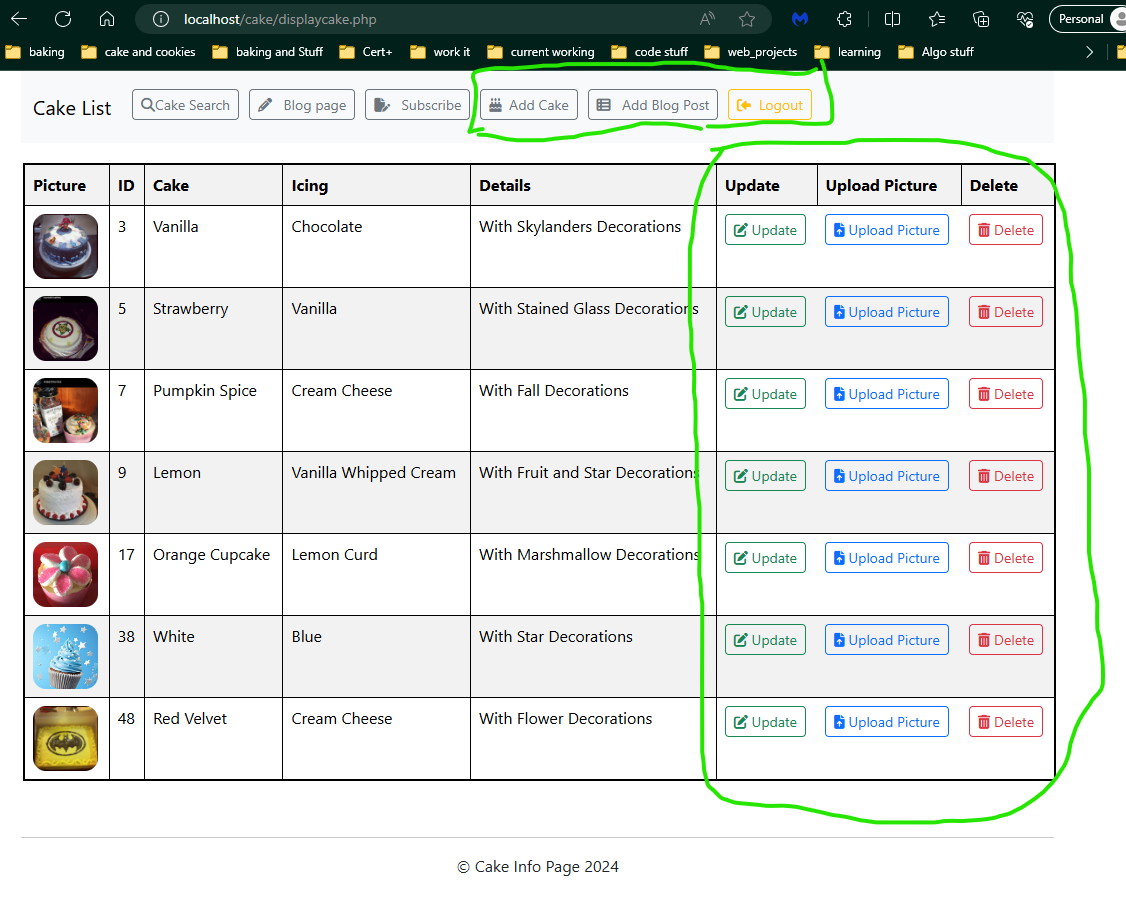 localhost/cake/displaycake.php
Personal
baking cake and cookies baking and Stuff Cert+ work it current working code stuff web_projects learning Algo stuff
Cake List Cake Search Blog page Subscribe Add Cake Add Blog Post Logout
Picture ID Cake Icing Details Update Upload Picture Delete
3 Vanilla Chocolate With Skylanders Decorations Update Upload Picture Delete
5 Strawberry Vanilla With Stained Glass Decorations Update Upload Picture Delete
7 Pumpkin Spice Cream Cheese With Fall Decorations Update Upload Picture Delete
9 Lemon Vanilla Whipped Cream With Fruit and Star Decorations Update Upload Picture Delete
17 Orange Cupcake Lemon Curd With Marshmallow Decorations Update Upload Picture Delete
38 White Blue With Star Decorations Update Upload Picture Delete
48 Red Velvet Cream Cheese With Flower Decorations Update Upload Picture Delete
© Cake Info Page 2024